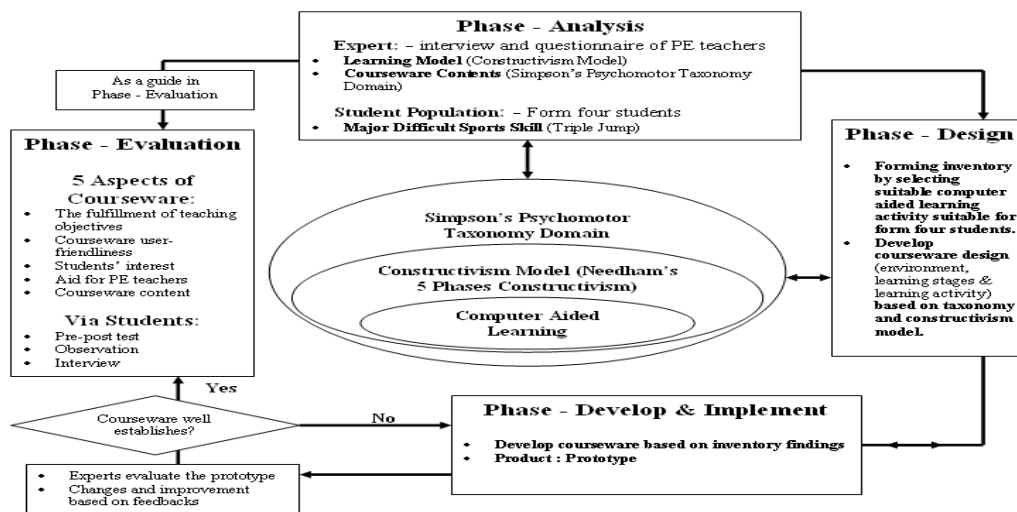 Phase - Analysis
Expert: – interview and questionnaire of PE teachers
• Learning Model (Constructivism Model)
• Courseware Contents (Simpson's Psychomotor Taxonomy
Domain)
Student Population: – Form four students
• Major Difficult Sports Skill (Triple Jump)
As a guide in
Phase - Evaluation
Phase - Evaluation
5 Aspects of
Courseware:
• The fulfillment of teaching
objectives
• Courseware user-
friendliness
• Students' interest
• Aid for PE teachers
• Courseware content
Via Students:
• Pre-post test
• Observation
• Interview
Simpson's Psychomotor
Taxonomy Domain
Constructivism Model (Needham's
5 Phases Constructivism)
Computer Aided
Learning
Phase - Design
• Forming inventory
by selecting
suitable computer
aided learning
activity suitable for
form four students.
• Develop
courseware design
(environment,
learning stages &
learning activity)
based on taxonomy
and constructivism
model.
Yes
Courseware well
establishes?
No
Phase - Develop & Implement
• Develop courseware based on inventory findings
• Product : Prototype
• Experts evaluate the prototype
• Changes and improvement
based on feedbacks